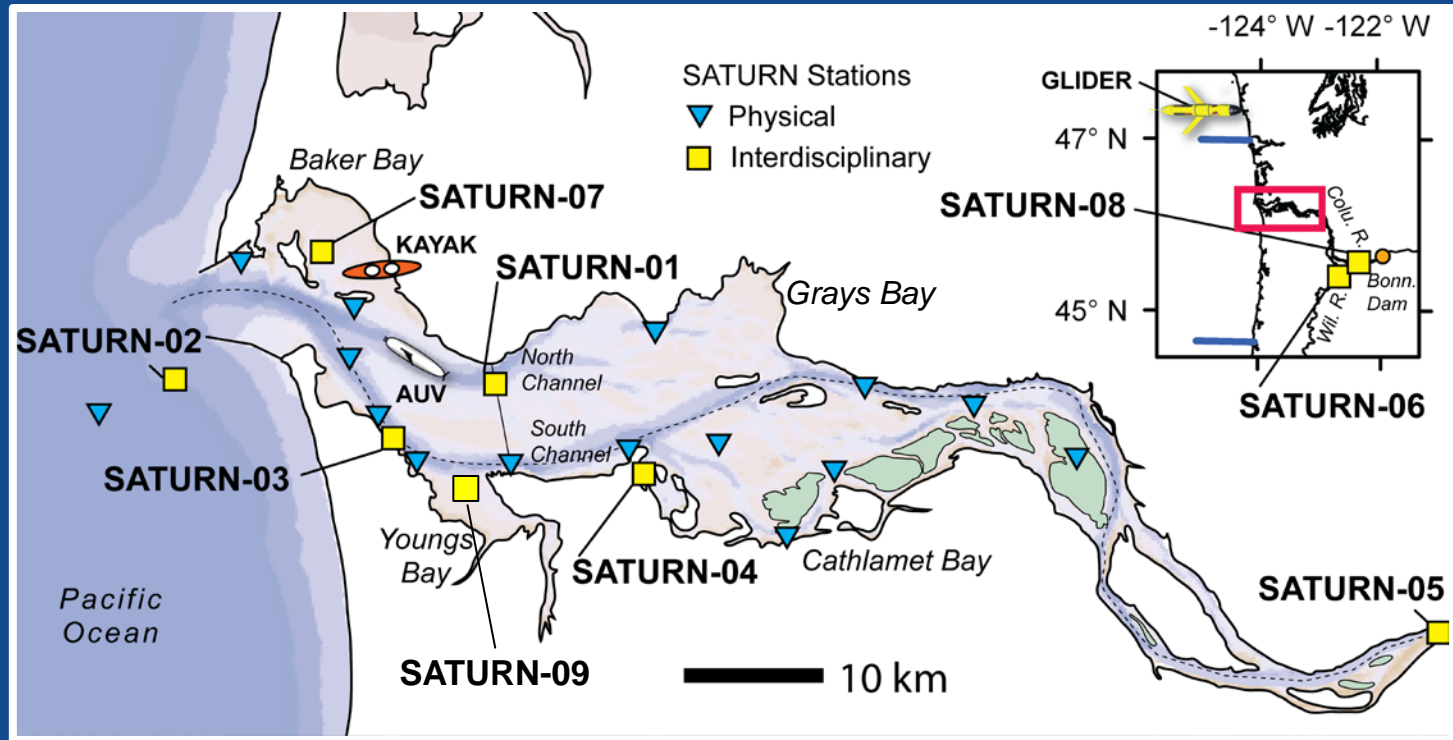 -124° W -122° W
SATURN Stations
Physical
Interdisciplinary
GLIDER
47° N
Baker Bay
SATURN-07
SATURN-08
Colu. R.
KAYAK
SATURN-01
Grays Bay
Bonn.
Dam
45° N
Wil. R.
SATURN-02
North
Channel
AUV
SATURN-06
South
Channel
SATURN-03
Youngs
Bay
SATURN-04
Cathlamet Bay
SATURN-05
Pacific
Ocean
SATURN-09
10 km